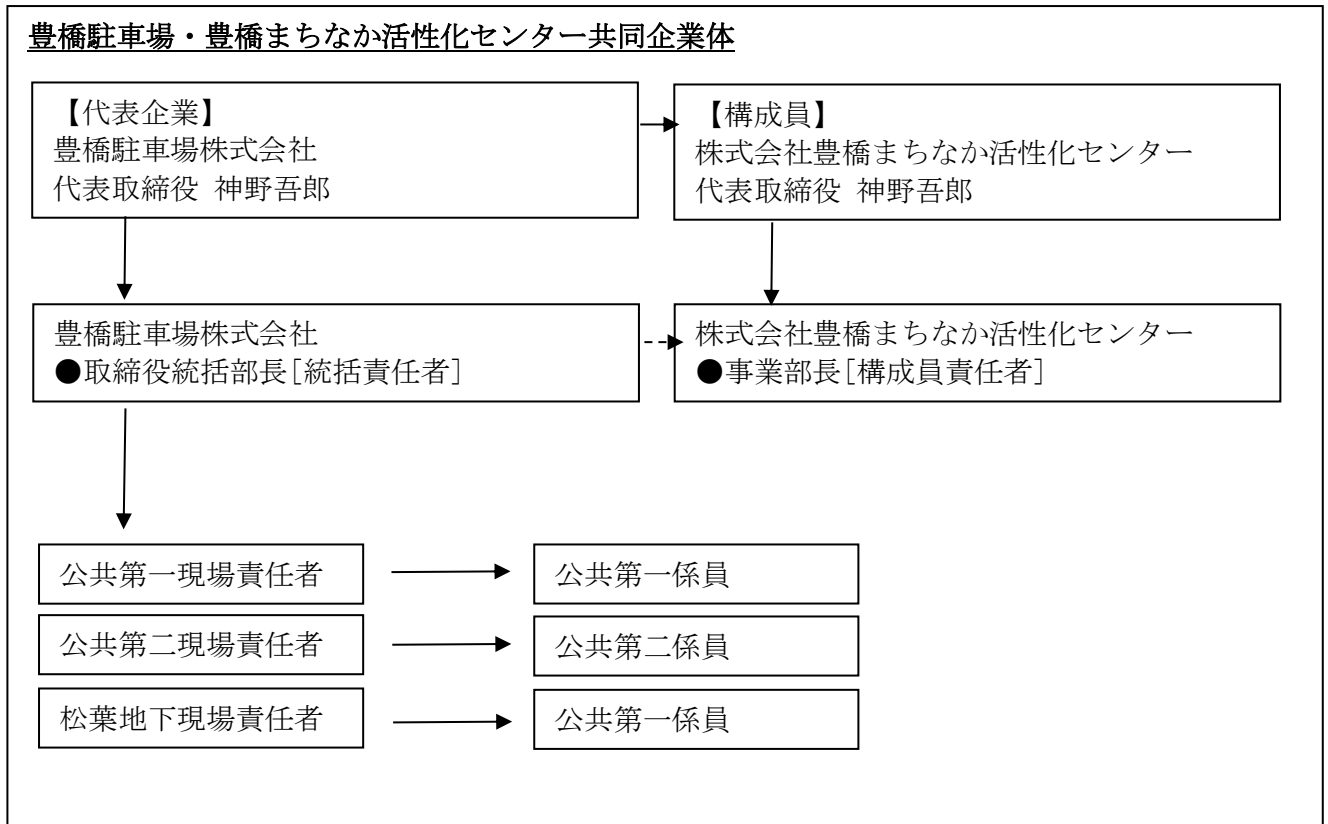 豊橋駐車場・豊橋まちなか活性化センター共同企業体
【代表企業】
豊橋駐車場株式会社
代表取締役 神野吾郎
【構成員】
株式会社豊橋まちなか活性化センター
代表取締役 神野吾郎
豊橋駐車場株式会社
●取締役統括部長[統括責任者]
株式会社豊橋まちなか活性化センター
●事業部長[構成員責任者]
公共第一現場責任者
公共第一係員
公共第二現場責任者
公共第二係員
松葉地下現場責任者
公共第一係員